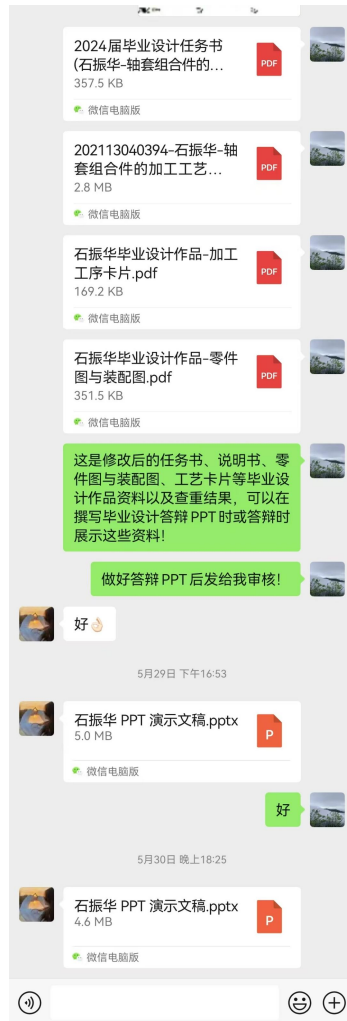 2024届毕业设计任务书
(石振华-轴套组合件的...
PDF
357.5 KB
微信电脑版
202113040394-石振华-轴
套组合件的加工工艺...
PDF
2.8 MB
微信电脑版
石振华毕业设计作品-加工
工序卡片.pdf
PDF
169.2 KB
微信电脑版
石振华毕业设计作品-零件
图与装配图.pdf
PDF
351.5 KB
微信电脑版
这是修改后的任务书、说明书、零
件图与装配图、工艺卡片等毕业设
计作品资料以及查重结果，可以在
撰写毕业设计答辩 PPT 时或答辩时
展示这些资料！
做好答辩 PPT 后发给我审核！
好👌🏻
5月29日 下午16:53
石振华 PPT 演示文稿.pptx
P
5.0 MB
微信电脑版
好
5月30日 晚上18:25
石振华 PPT 演示文稿.pptx
P
4.6 MB
微信电脑版